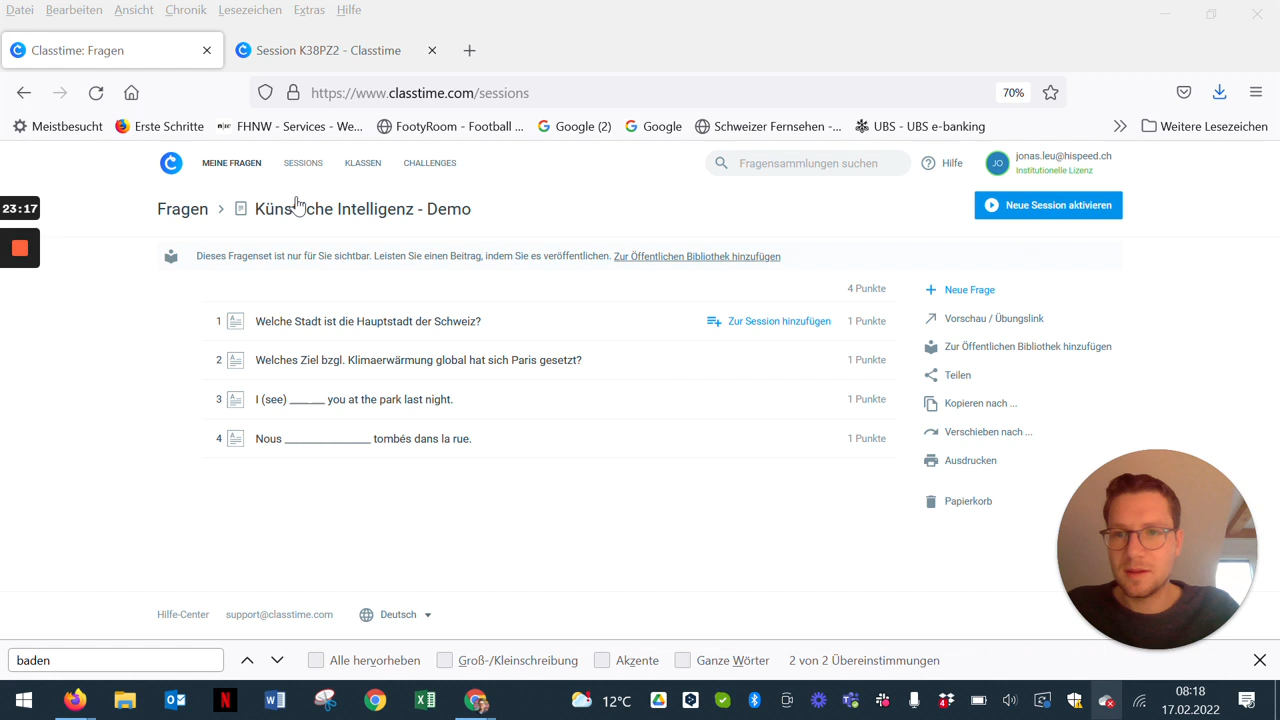 Datei Bearbeiten Ansicht Chronik Lesezeichen Extras Hilfe
Classtime: Fragen
Session K38PZ2 - Classtime
https://www.classtime.com/sessions
70%
Meistbesucht Erste Schritte FHNW - Services - We... FootyRoom - Football ... Google (2) Google Schweizer Fernsehen -... UBS - UBS e-banking Weitere Lesezeichen
MEINE FRAGEN SESSIONS KLASSEN CHALLENGES
Fragensammlungen suchen
Hilfe
JO
jonas.leu@hispeed.ch
Institutionelle Lizenz
23:17
Fragen > Künstliche Intelligenz - Demo
Neue Session aktivieren
Dieses Fragenset ist nur für Sie sichtbar. Leisten Sie einen Beitrag, indem Sie es veröffentlichen. Zur Öffentlichen Bibliothek hinzufügen
4 Punkte
1 Welche Stadt ist die Hauptstadt der Schweiz? Zur Session hinzufügen 1 Punkte
2 Welches Ziel bzgl. Klimaerwärmung global hat sich Paris gesetzt? 1 Punkte
3 I (see) ______ you at the park last night. 1 Punkte
4 Nous _______________ tombés dans la rue. 1 Punkte
Neue Frage
Vorschau / Übungslink
Zur Öffentlichen Bibliothek hinzufügen
Teilen
Kopieren nach ...
Verschieben nach ...
Ausdrucken
Papierkorb
Hilfe-Center support@classtime.com Deutsch
baden
Alle hervorheben Groß-/Kleinschreibung Akzente Ganze Wörter 2 von 2 Übereinstimmungen
12°C
08:18
17.02.2022